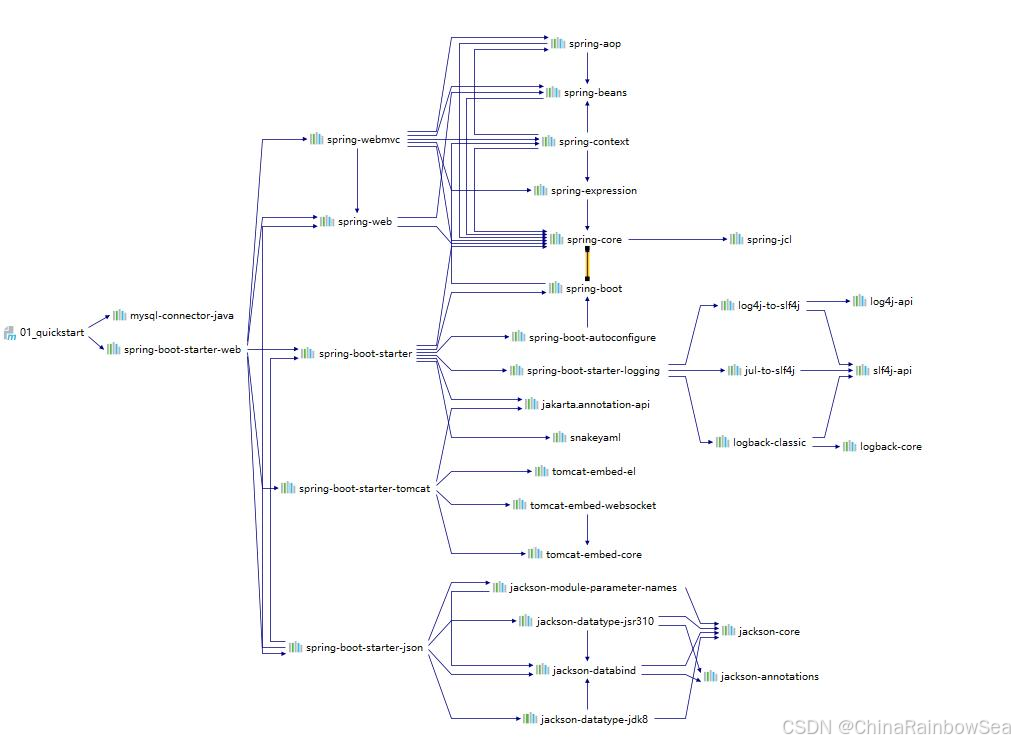 spring-aop
spring-beans
spring-webmvc
spring-context
spring-expression
spring-web
spring-core
spring-jcl
spring-boot
log4j-to-slf4j
log4j-api
mysql-connector-java
01_quickstart
spring-boot-autoconfigure
spring-boot-starter-web
spring-boot-starter
spring-boot-starter-logging
jul-to-slf4j
slf4j-api
jakarta.annotation-api
snakeyaml
logback-classic
logback-core
tomcat-embed-el
spring-boot-starter-tomcat
tomcat-embed-websocket
tomcat-embed-core
jackson-module-parameter-names
jackson-datatype-jsr310
jackson-core
spring-boot-starter-json
jackson-databind
jackson-annotations
jackson-datatype-jdk8
CSDN @ChinaRainbowSea